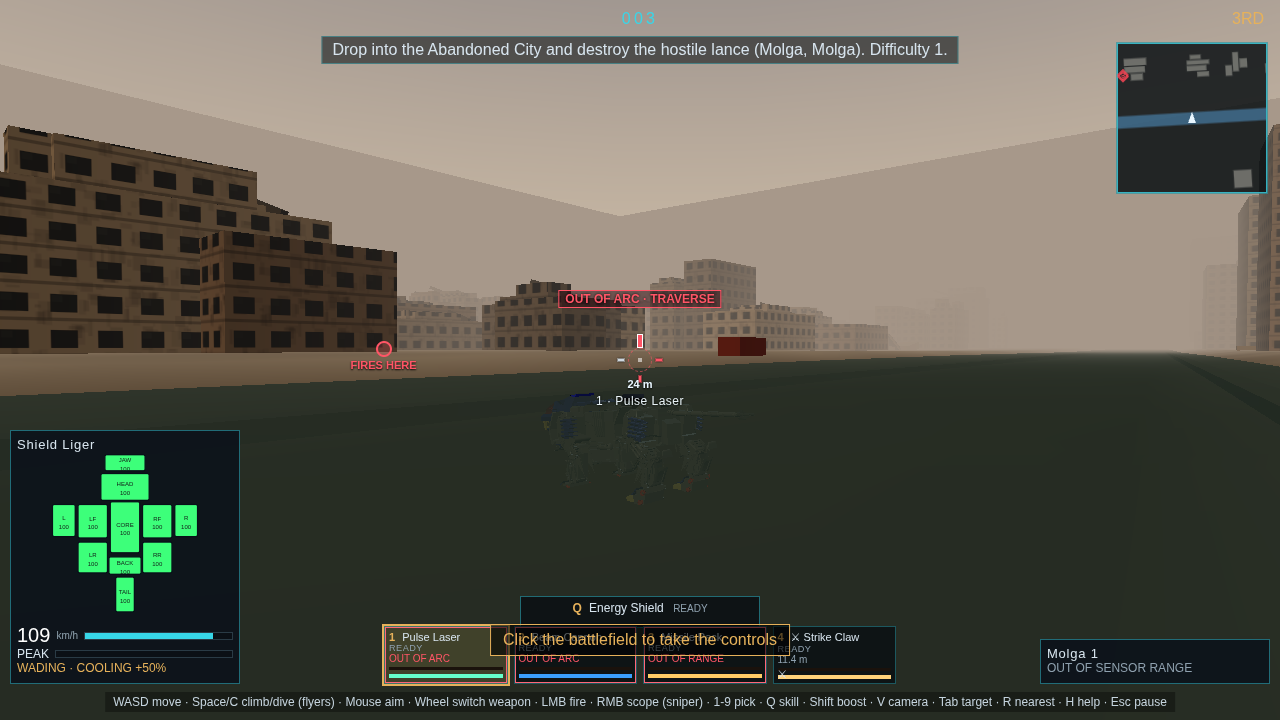 003
3RD
Drop into the Abandoned City and destroy the hostile lance (Molga, Molga). Difficulty 1.
OUT OF ARC · TRAVERSE
FIRES HERE
24 m
1 · Pulse Laser
Shield Liger
JAW
100
HEAD
100
L
100
LF
100
CORE
100
RF
100
R
100
LR
100
BACK
100
RR
100
TAIL
100
109 km/h
PEAK
WADING · COOLING +50%
Q Energy Shield READY
1 Pulse Laser
READY
OUT OF ARC
2
OUT OF ARC
3
OUT OF RANGE
4 ⚔ Strike Claw
READY
11.4 m
⚔
Click the battlefield to take the controls
Molga 1
OUT OF SENSOR RANGE
WASD move · Space/C climb/dive (flyers) · Mouse aim · Wheel switch weapon · LMB fire · RMB scope (sniper) · 1-9 pick · Q skill · Shift boost · V camera · Tab target · R nearest · H help · Esc pause